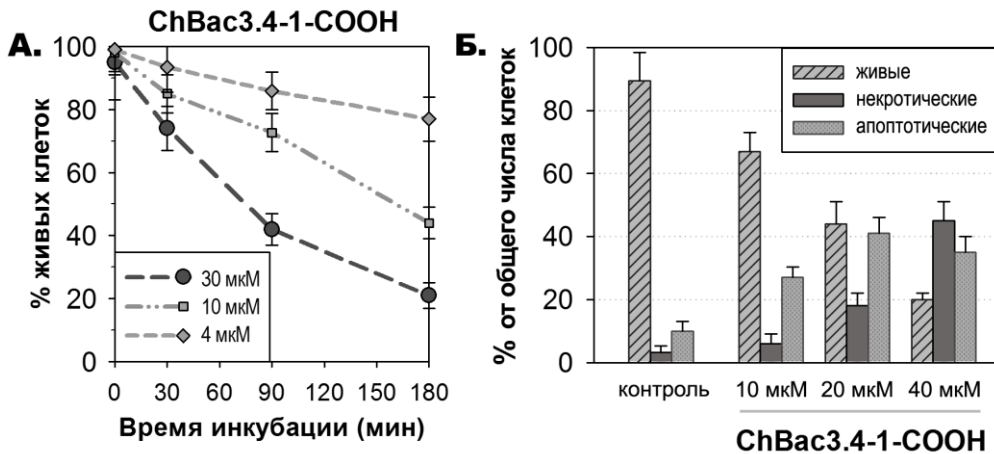 ChBac3.4-1-COOH
А.
% живых клеток
100
80
60
40
20
0
30 мкМ
10 мкМ
4 мкМ
0 30 60 90 120 150 180
Время инкубации (мин)
Б.
% от общего числа клеток
100
80
60
40
20
0
живые
некротические
апоптотические
контроль 10 мкМ 20 мкМ 40 мкМ
ChBac3.4-1-COOH